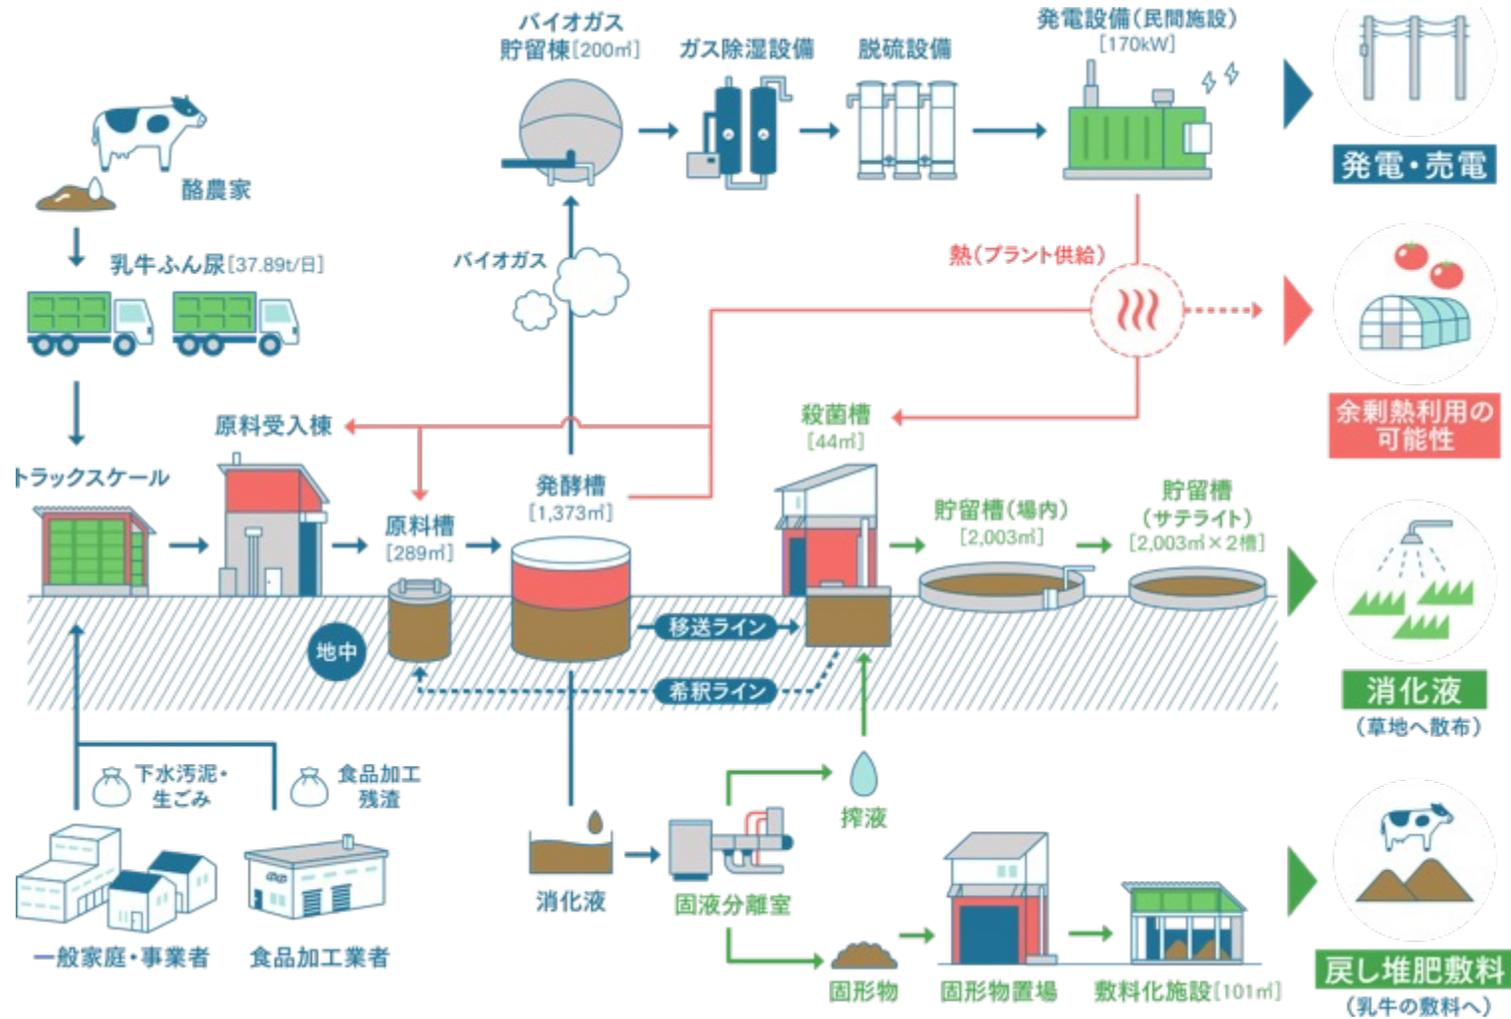 バイオガス
貯留棟[200㎥]
ガス除湿設備
脱硫設備
発電設備(民間施設)
[170kW]
発電・売電
酪農家
乳牛ふん尿[37.89t/日]
バイオガス
熱(プラント供給)
余剰熱利用の
可能性
トラックスケール
原料受入棟
原料槽
[289㎥]
発酵槽
[1,373㎥]
殺菌槽
[44㎥]
貯留槽(場内)
[2,003㎥]
貯留槽
(サテライト)
[2,003㎥×2槽]
地中
移送ライン
希釈ライン
消化液
(草地へ散布)
下水汚泥・
生ごみ
食品加工
残渣
一般家庭・事業者
食品加工業者
消化液
固液分離室
搾液
固形物
固形物置場
敷料化施設[101㎡]
戻し堆肥敷料
(乳牛の敷料へ)